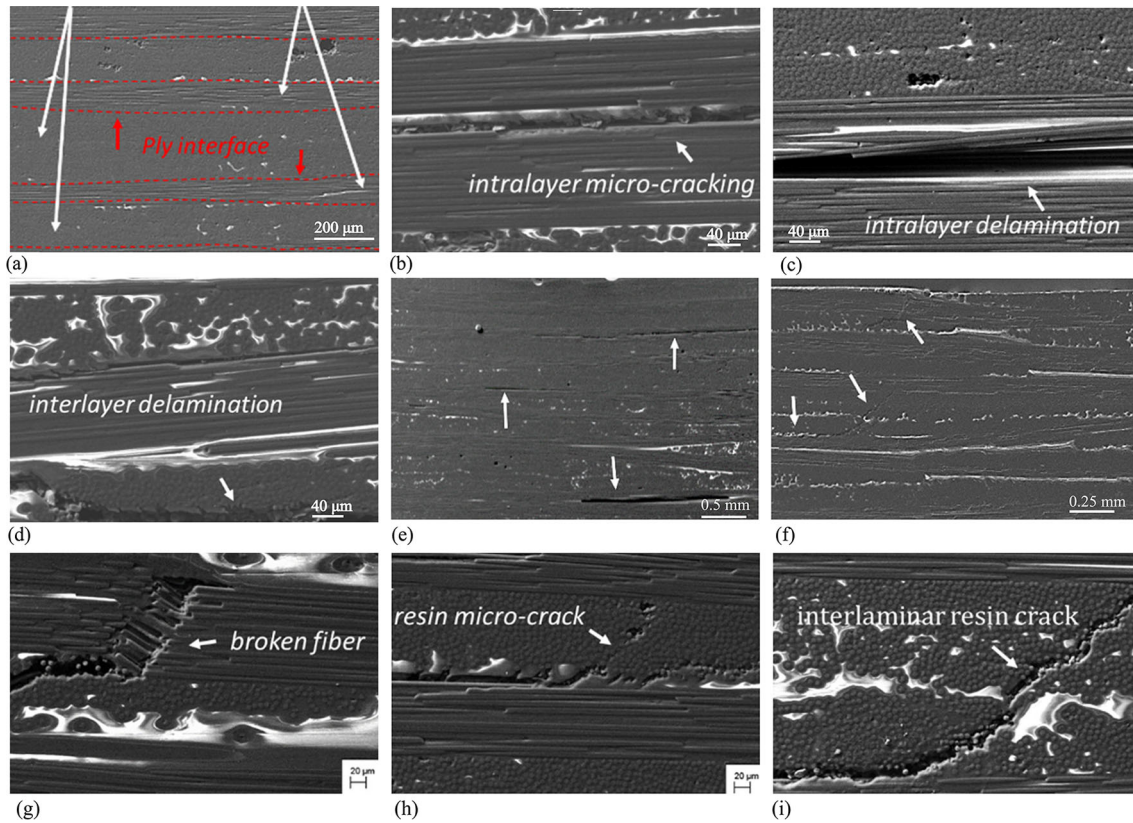 Ply interface
200 μm
(a)
intralayer micro-cracking
40 μm
(b)
40 μm
intralayer delamination
(c)
interlayer delamination
40 μm
(d)
0.5 mm
(e)
0.25 mm
(f)
broken fiber
20 μm
(g)
resin micro-crack
20 μm
(h)
interlaminar resin crack
(i)